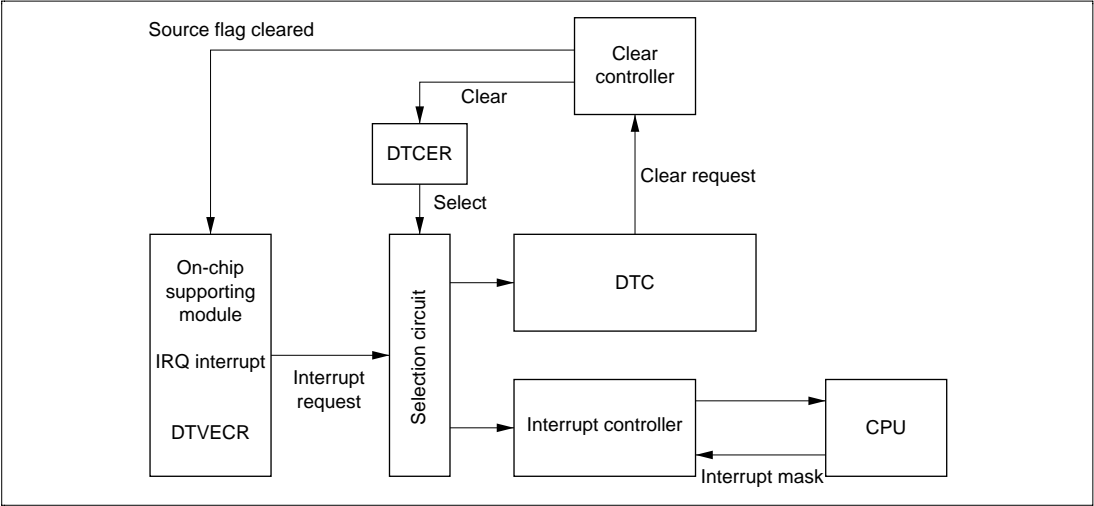 Source flag cleared
Clear
controller
Clear
DTCER
Clear request
Select
On-chip
supporting
module
DTC
Selection circuit
IRQ interrupt
Interrupt
request
Interrupt controller
CPU
DTVECR
Interrupt mask